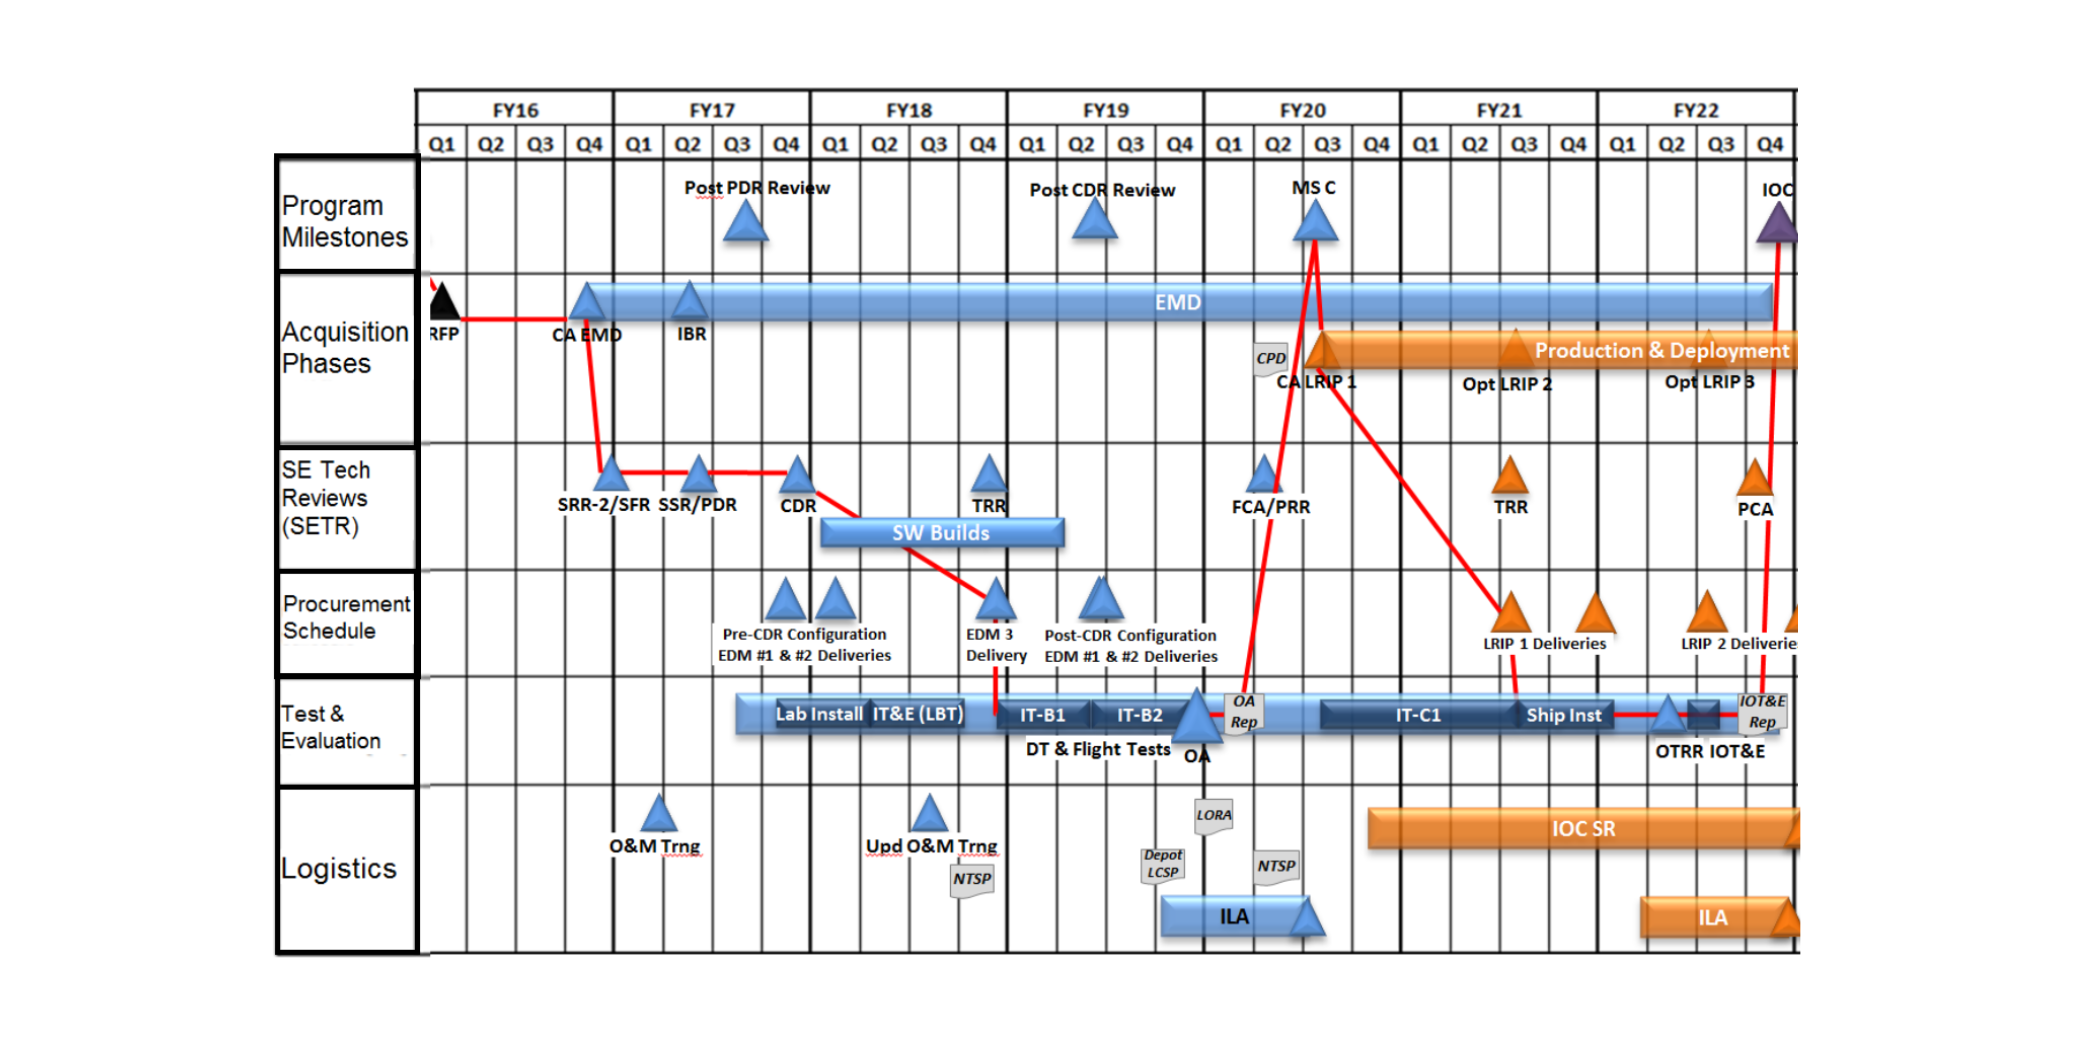 FY16 FY17 FY18 FY19 FY20 FY21 FY22
Q1 Q2 Q3 Q4 Q1 Q2 Q3 Q4 Q1 Q2 Q3 Q4 Q1 Q2 Q3 Q4 Q1 Q2 Q3 Q4 Q1 Q2 Q3 Q4 Q1 Q2 Q3 Q4
Program
Milestones
Post PDR Review
Post CDR Review
MS C
IOC
Acquisition
Phases
EMD
RFP
CA EMD
IBR
Production & Deployment
CPD
CA LRIP 1
Opt LRIP 2
Opt LRIP 3
SE Tech
Reviews
(SETR)
SRR-2/SFR
SSR/PDR
CDR
TRR
FCA/PRR
TRR
PCA
SW Builds
Procurement
Schedule
Pre-CDR Configuration
EDM #1 & #2 Deliveries
EDM 3
Delivery
Post-CDR Configuration
EDM #1 & #2 Deliveries
LRIP 1 Deliveries
LRIP 2 Deliverie
Test &
Evaluation
Lab Install
IT&E (LBT)
IT-B1
IT-B2
OA
Rep
IT-C1
Ship Inst
IOT&E
Rep
DT & Flight Tests
OA
OTRR IOT&E
Logistics
O&M Trng
Upd O&M Trng
NTSP
LORA
Depot
LCSP
NTSP
ILA
IOC SR
ILA